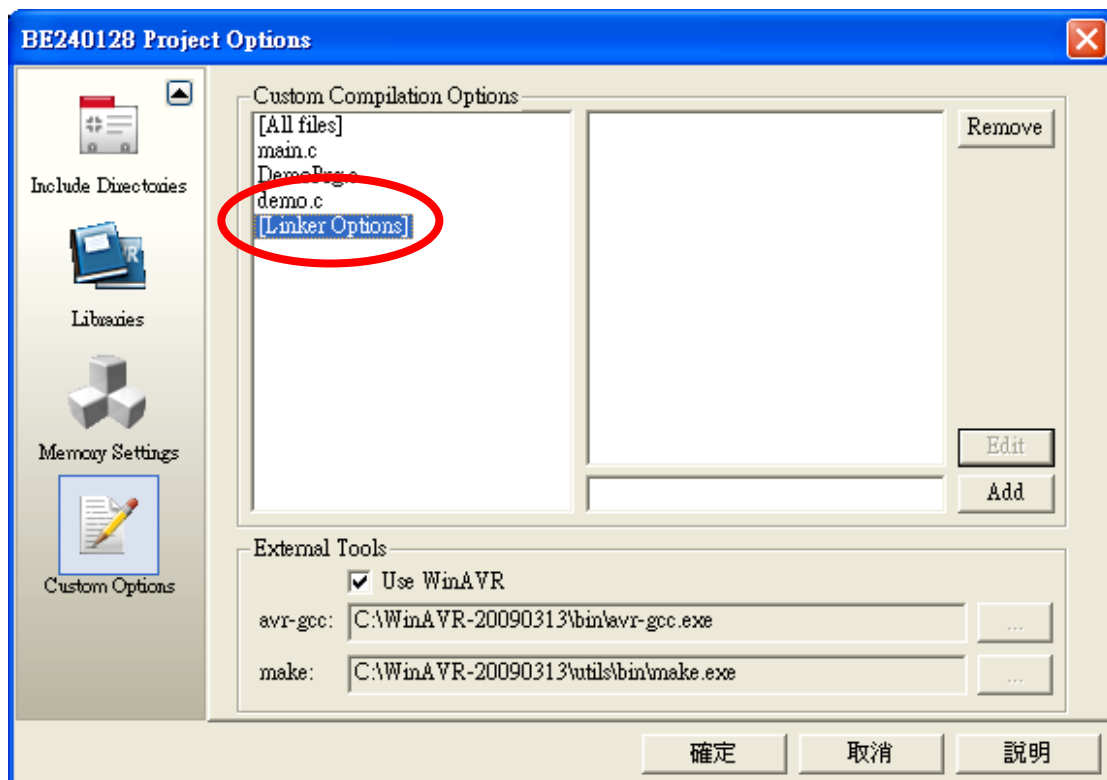 BE240128 Project Options
Include Directories
Libraries
Memory Settings
Custom Options
Custom Compilation Options
[All files]
main.c
DemoPrg.c
demo.c
[Linker Options]
Remove
Edit
Add
External Tools
Use WinAVR
avr-gcc: C:\WinAVR-20090313\bin\avr-gcc.exe ...
make: C:\WinAVR-20090313\utils\bin\make.exe ...
確定 取消 說明